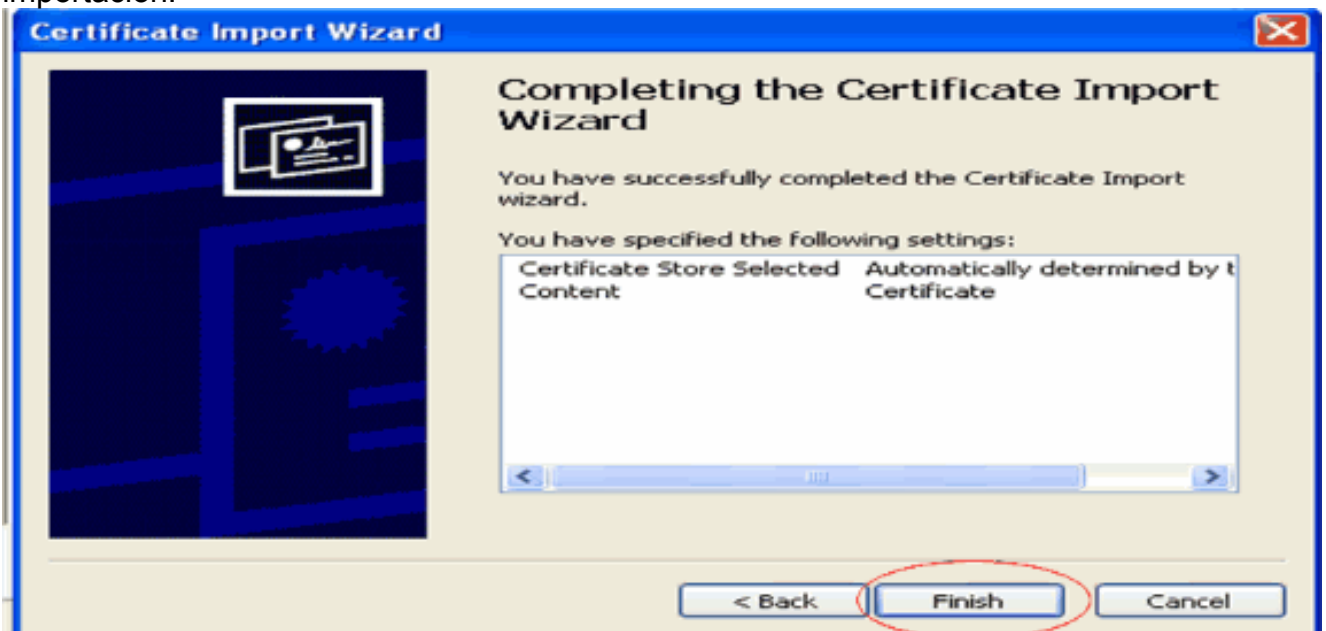 importación.
Certificate Import Wizard
Completing the Certificate Import
Wizard
You have successfully completed the Certificate Import
wizard.
You have specified the following settings:
Certificate Store Selected Automatically determined by t
Content Certificate
< Back Finish Cancel